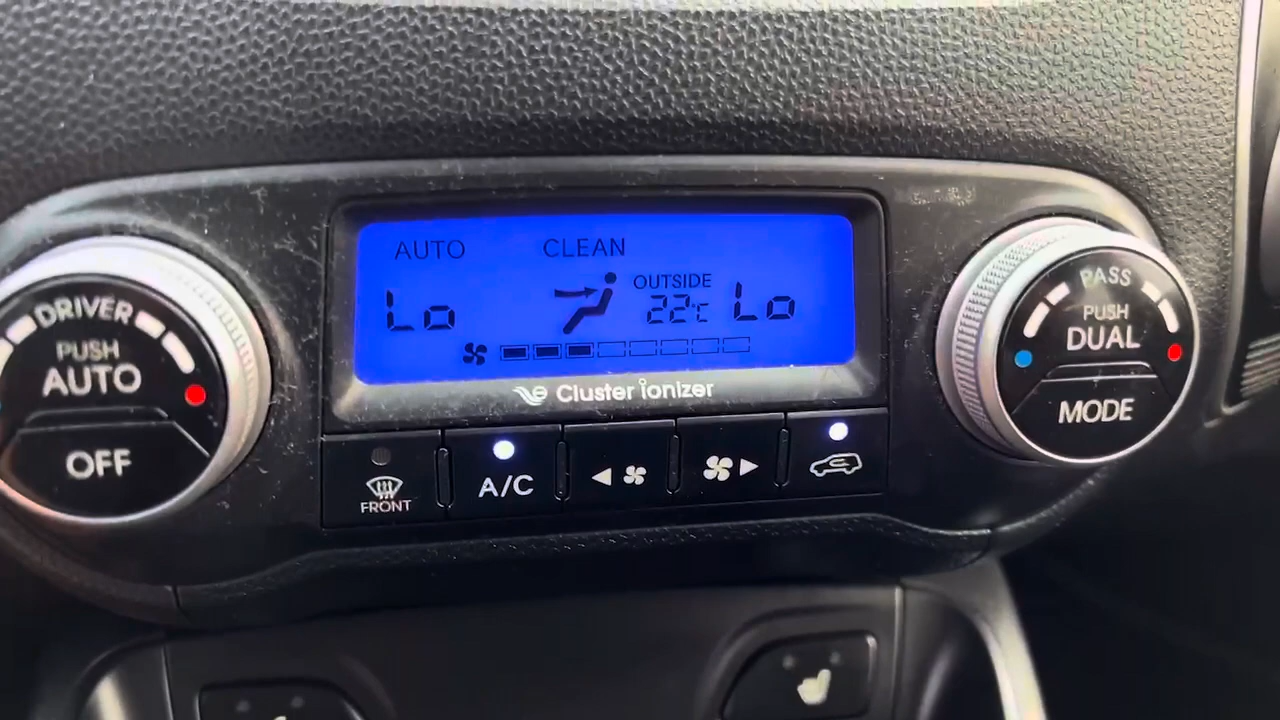 AUTO CLEAN
OUTSIDE
Lo 22°C Lo
Cluster ionizer
DRIVER
PUSH
AUTO
OFF
FRONT
A/C
PASS
PUSH
DUAL
MODE